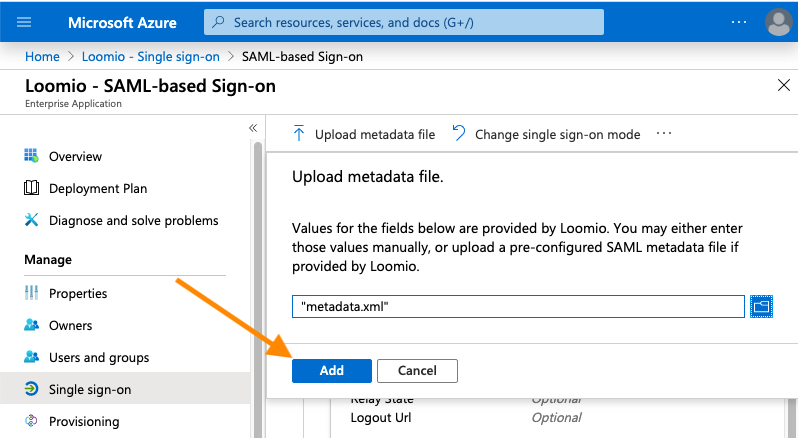 Microsoft Azure
Search resources, services, and docs (G+/)
...
Home > Loomio - Single sign-on > SAML-based Sign-on
Loomio - SAML-based Sign-on
Enterprise Application
«
Overview
Deployment Plan
Diagnose and solve problems
Manage
Properties
Owners
Users and groups
Single sign-on
Provisioning
Upload metadata file
Change single sign-on mode
...
Upload metadata file.
Values for the fields below are provided by Loomio. You may either enter
those values manually, or upload a pre-configured SAML metadata file if
provided by Loomio.
"metadata.xml"
Add
Cancel
Relay State Optional
Logout Url Optional